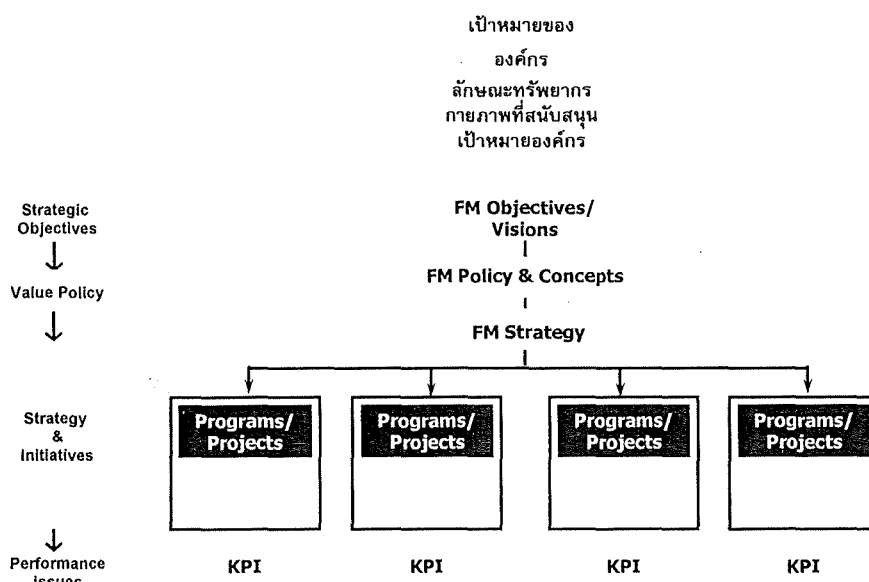 เป้าหมายของ
องค์กร
ลักษณะทรัพยากร
กายภาพที่สนับสนุน
เป้าหมายองค์กร
Strategic
Objectives
FM Objectives/
Visions
Value Policy
FM Policy & Concepts
FM Strategy
Strategy
&
Initiatives
Programs/
Projects
Programs/
Projects
Programs/
Projects
Programs/
Projects
Performance
issues
KPI
KPI
KPI
KPI